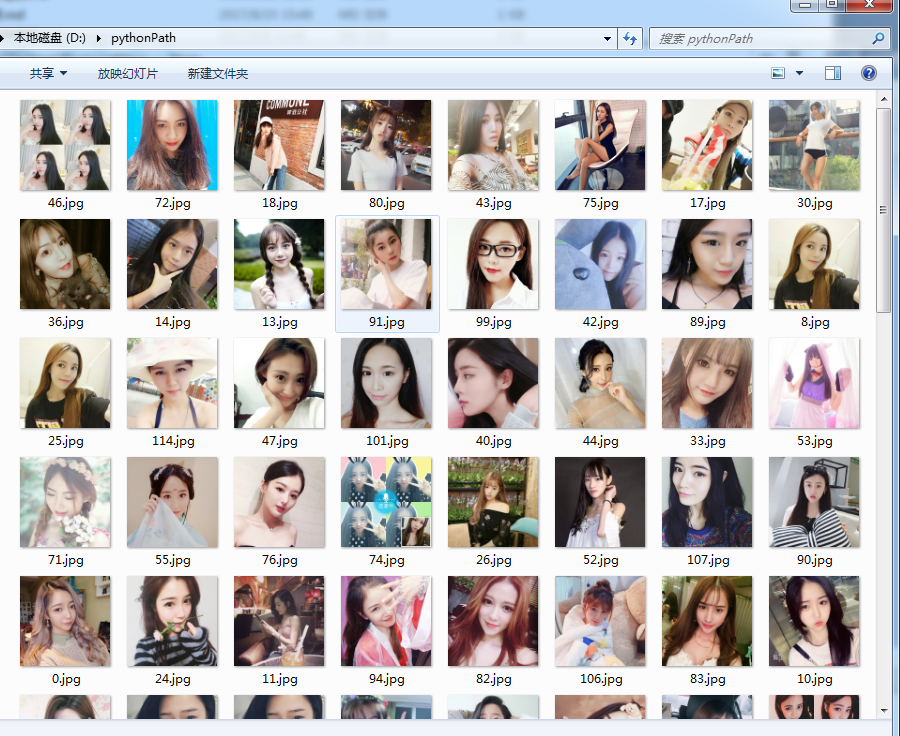 本地磁盘 (D:) pythonPath 搜索 pythonPath
共享 放映幻灯片 新建文件夹
COMMUNE
46.jpg 72.jpg 18.jpg 80.jpg 43.jpg 75.jpg 17.jpg 30.jpg
36.jpg 14.jpg 13.jpg 91.jpg 99.jpg 42.jpg 89.jpg 8.jpg
25.jpg 114.jpg 47.jpg 101.jpg 40.jpg 44.jpg 33.jpg 53.jpg
71.jpg 55.jpg 76.jpg 74.jpg 26.jpg 52.jpg 107.jpg 90.jpg
0.jpg 24.jpg 11.jpg 94.jpg 82.jpg 106.jpg 83.jpg 10.jpg